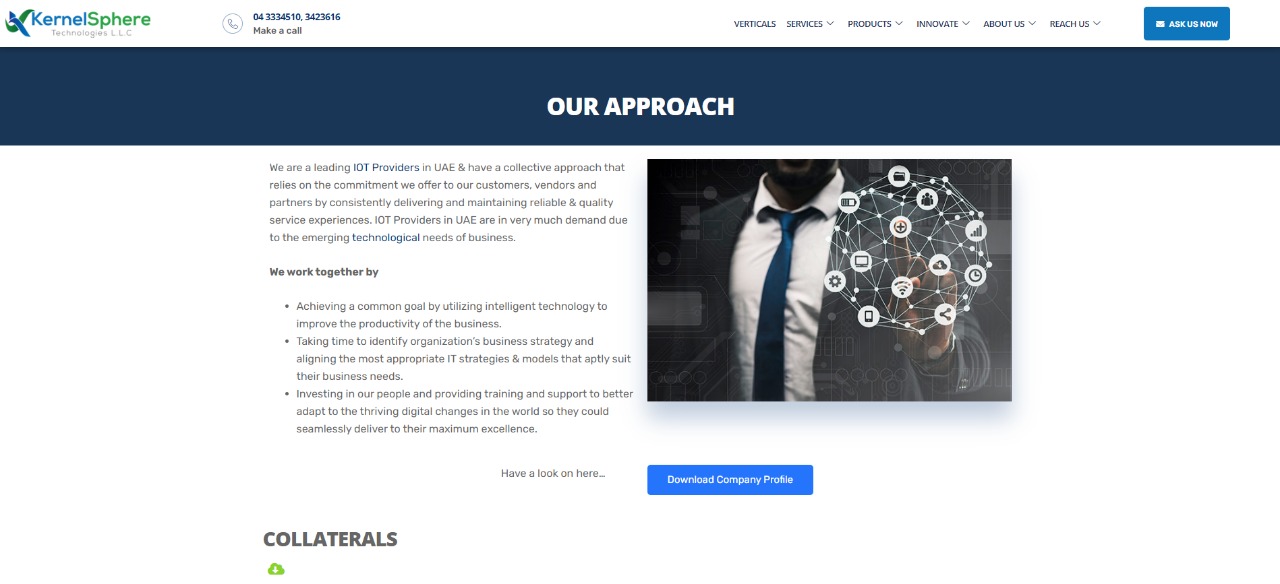 KernelSphere
Technologies L.L.C
04 3334510, 3423616
Make a call
VERTICALS
SERVICES
PRODUCTS
INNOVATE
ABOUT US
REACH US
ASK US NOW
OUR APPROACH
We are a leading IOT Providers in UAE & have a collective approach that
relies on the commitment we offer to our customers, vendors and
partners by consistently delivering and maintaining reliable & quality
service experiences. IOT Providers in UAE are in very much demand due
to the emerging technological needs of business.
We work together by
• Achieving a common goal by utilizing intelligent technology to
improve the productivity of the business.
• Taking time to identify organization's business strategy and
aligning the most appropriate IT strategies & models that aptly suit
their business needs.
• Investing in our people and providing training and support to better
adapt to the thriving digital changes in the world so they could
seamlessly deliver to their maximum excellence.
Have a look on here...
Download Company Profile
COLLATERALS